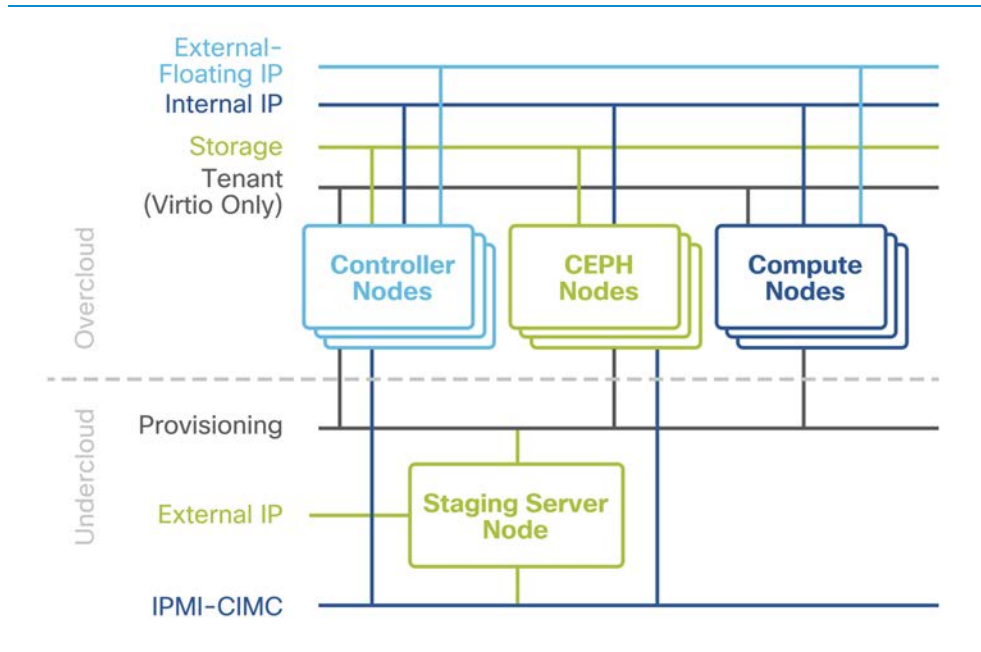 External-
Floating IP
Internal IP
Storage
Tenant
(Virtio Only)
Overcloud
Controller
Nodes
CEPH
Nodes
Compute
Nodes
Undercloud
Provisioning
External IP
Staging Server
Node
IPMI-CIMC